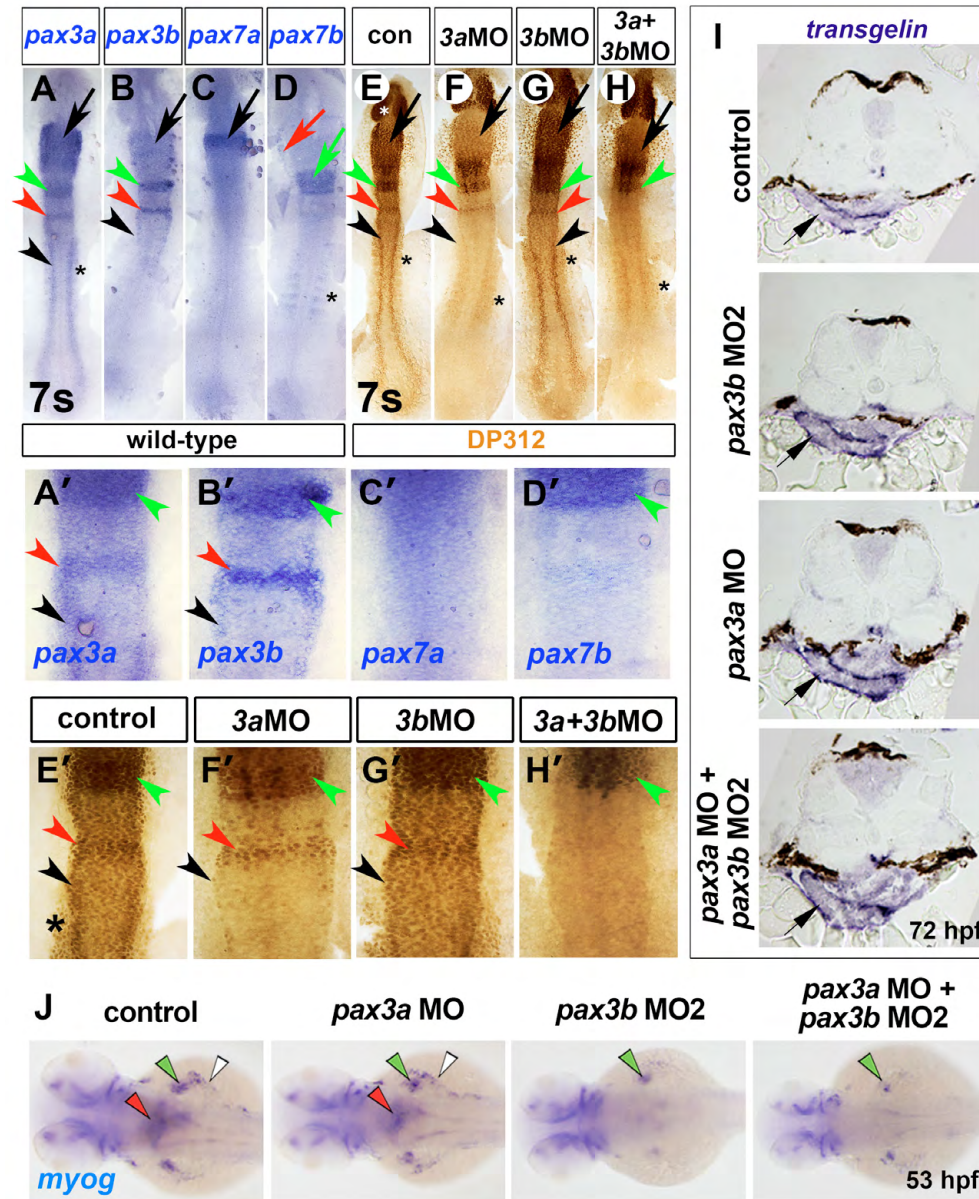 pax3a pax3b pax7a pax7b con 3aMO 3bMO 3a+
3bMO
A B C D E F G H
*
* * * * * *
7s 7s
wild-type DP312
A′ B′ C′ D′
pax3a pax3b pax7a pax7b
control 3aMO 3bMO 3a+3bMO
E′ F′ G′ H′
*
I
transgelin
control
pax3b MO2
pax3a MO
pax3a MO +
pax3b MO2
72 hpf
J
control pax3a MO pax3b MO2 pax3a MO +
pax3b MO2
myog
53 hpf